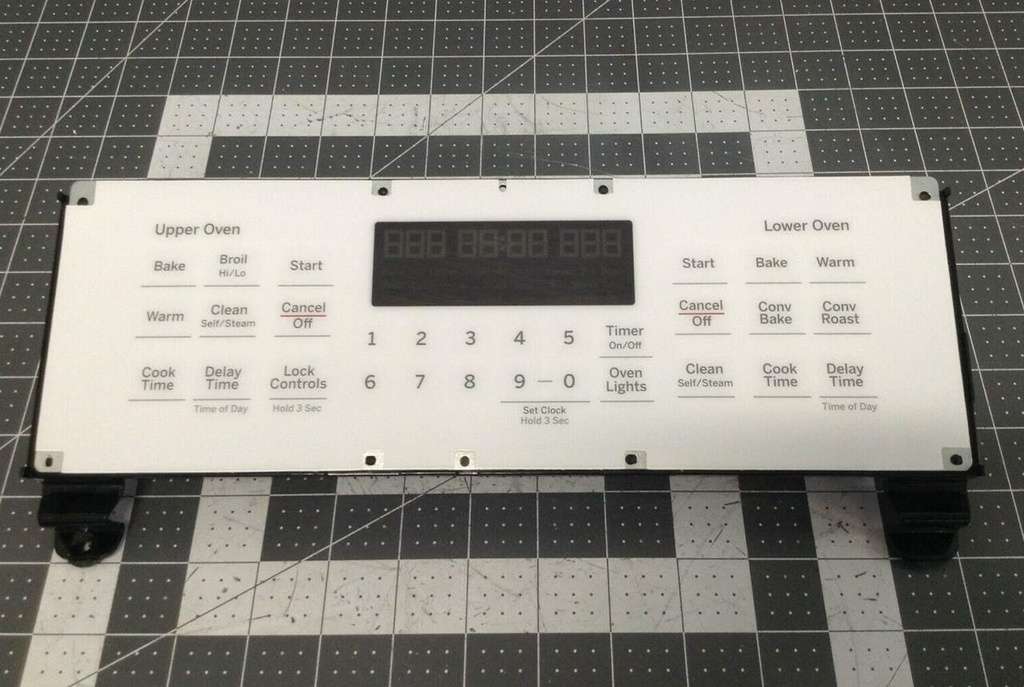 Upper Oven
Bake
Broil
Hi/Lo
Start
Warm
Clean
Self/Steam
Cancel
Off
Cook
Time
Delay
Time
Time of Day
Lock
Controls
Hold 3 Sec
1 2 3 4 5
6 7 8 9 — 0
Set Clock
Hold 3 Sec
Timer
On/Off
Oven
Lights
Lower Oven
Start
Bake
Warm
Cancel
Off
Conv
Bake
Conv
Roast
Clean
Self/Steam
Cook
Time
Delay
Time
Time of Day